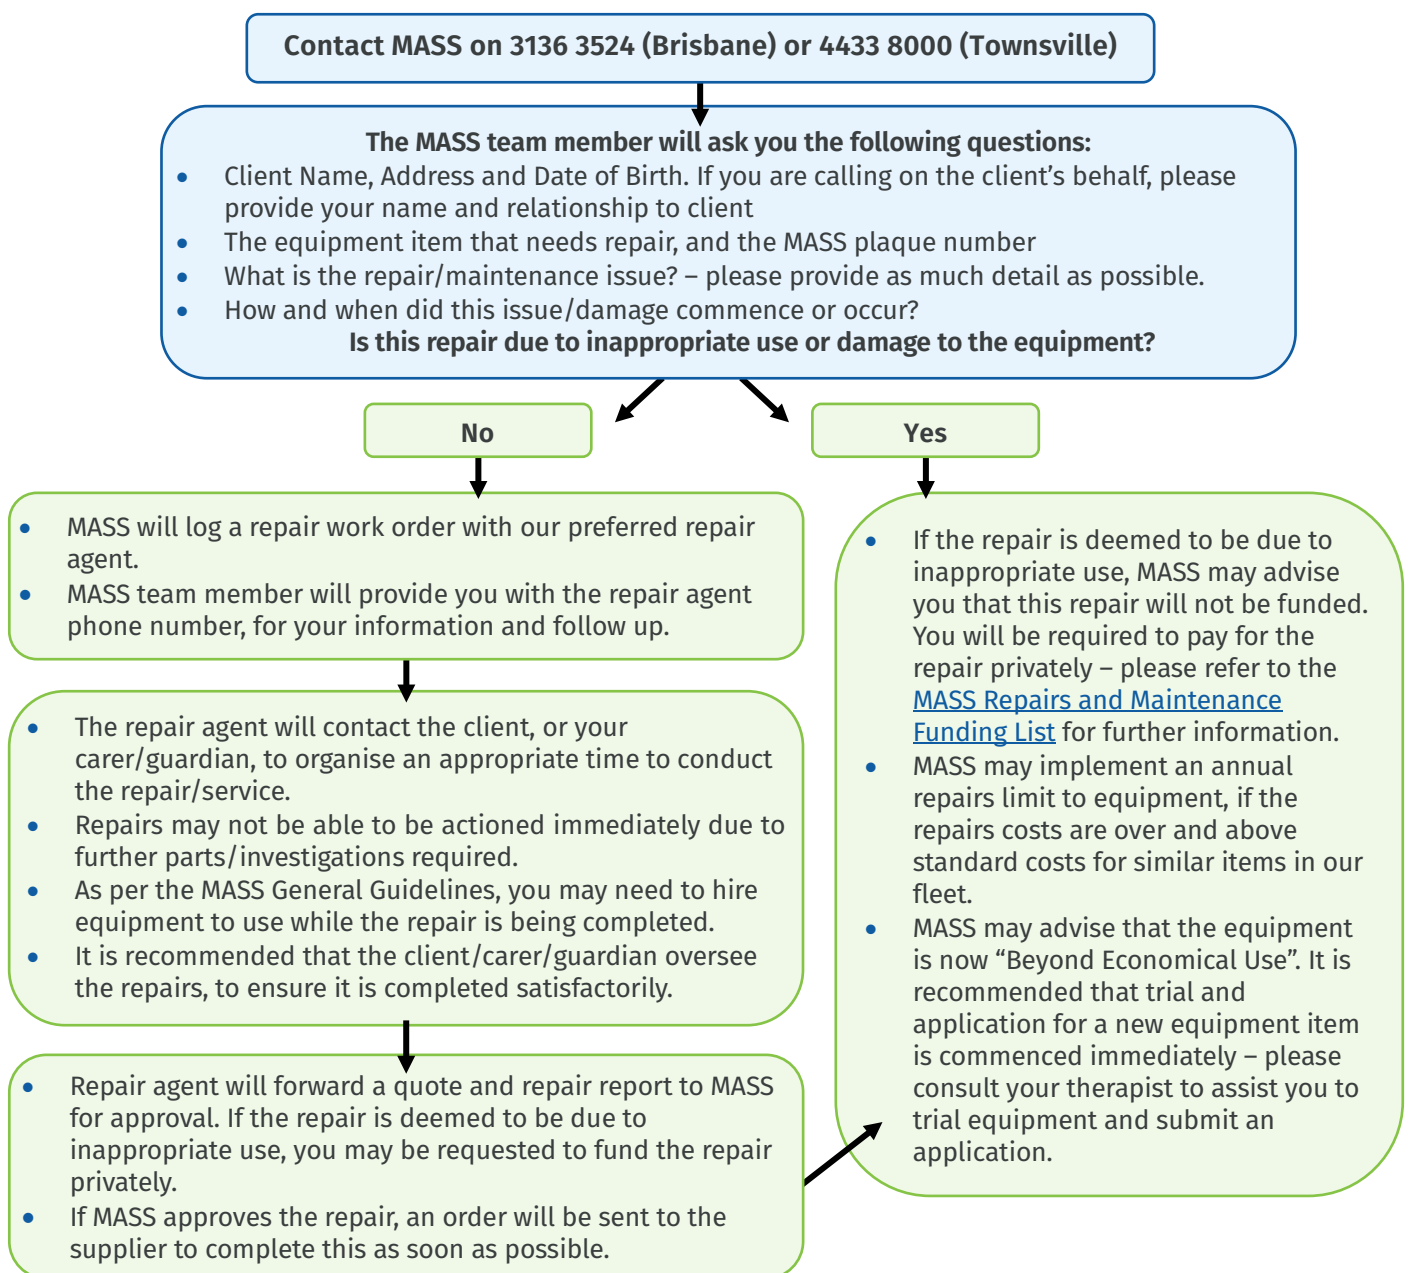 Contact MASS on 3136 3524 (Brisbane) or 4433 8000 (Townsville)
The MASS team member will ask you the following questions:
• Client Name, Address and Date of Birth. If you are calling on the client’s behalf, please
provide your name and relationship to client
• The equipment item that needs repair, and the MASS plaque number
• What is the repair/maintenance issue? – please provide as much detail as possible.
• How and when did this issue/damage commence or occur?
Is this repair due to inappropriate use or damage to the equipment?
No
• MASS will log a repair work order with our preferred repair
agent.
• MASS team member will provide you with the repair agent
phone number, for your information and follow up.
• The repair agent will contact the client, or your
carer/guardian, to organise an appropriate time to conduct
the repair/service.
• Repairs may not be able to be actioned immediately due to
further parts/investigations required.
• As per the MASS General Guidelines, you may need to hire
equipment to use while the repair is being completed.
• It is recommended that the client/carer/guardian oversee
the repairs, to ensure it is completed satisfactorily.
• Repair agent will forward a quote and repair report to MASS
for approval. If the repair is deemed to be due to
inappropriate use, you may be requested to fund the repair
privately.
• If MASS approves the repair, an order will be sent to the
supplier to complete this as soon as possible.
Yes
• If the repair is deemed to be due to
inappropriate use, MASS may advise
you that this repair will not be funded.
You will be required to pay for the
repair privately – please refer to the
MASS Repairs and Maintenance
Funding List for further information.
• MASS may implement an annual
repairs limit to equipment, if the
repairs costs are over and above
standard costs for similar items in our
fleet.
• MASS may advise that the equipment
is now “Beyond Economical Use”. It is
recommended that trial and
application for a new equipment item
is commenced immediately – please
consult your therapist to assist you to
trial equipment and submit an
application.